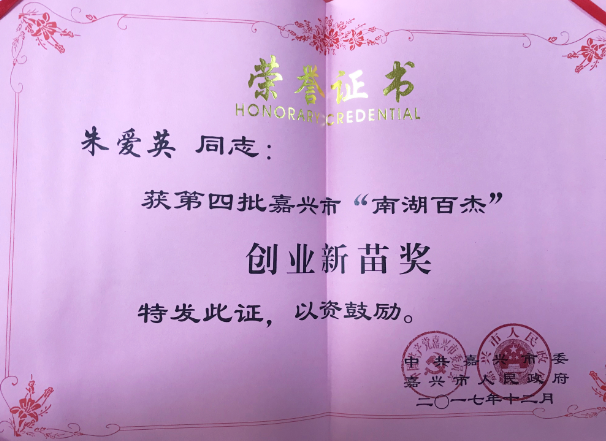 荣誉证书
HONORARY CREDENTIAL
朱爱英 同志：
获第四批嘉兴市“南湖百杰”
创业新苗奖
特发此证，以资鼓励。
中共嘉兴市委
嘉兴市人民政府
二〇一七年十二月